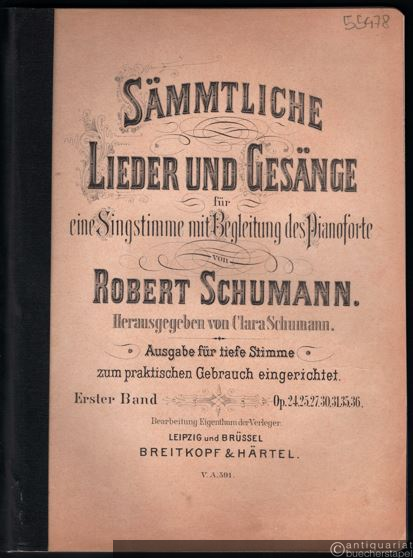 55478
SÄMMTLICHE
LIEDER UND GESÄNGE
für
eine Singstimme mit Begleitung des Pianoforte
von
ROBERT SCHUMANN.
Herausgegeben von Clara Schumann.
Ausgabe für tiefe Stimme
zum praktischen Gebrauch eingerichtet.
Erster Band Op. 24, 25, 27, 30, 31, 35, 36.
Bearbeitung Eigenthum der Verleger.
LEIPZIG und BRÜSSEL
BREITKOPF & HÄRTEL.
V. A. 591.
antiquariat
buecherstapel